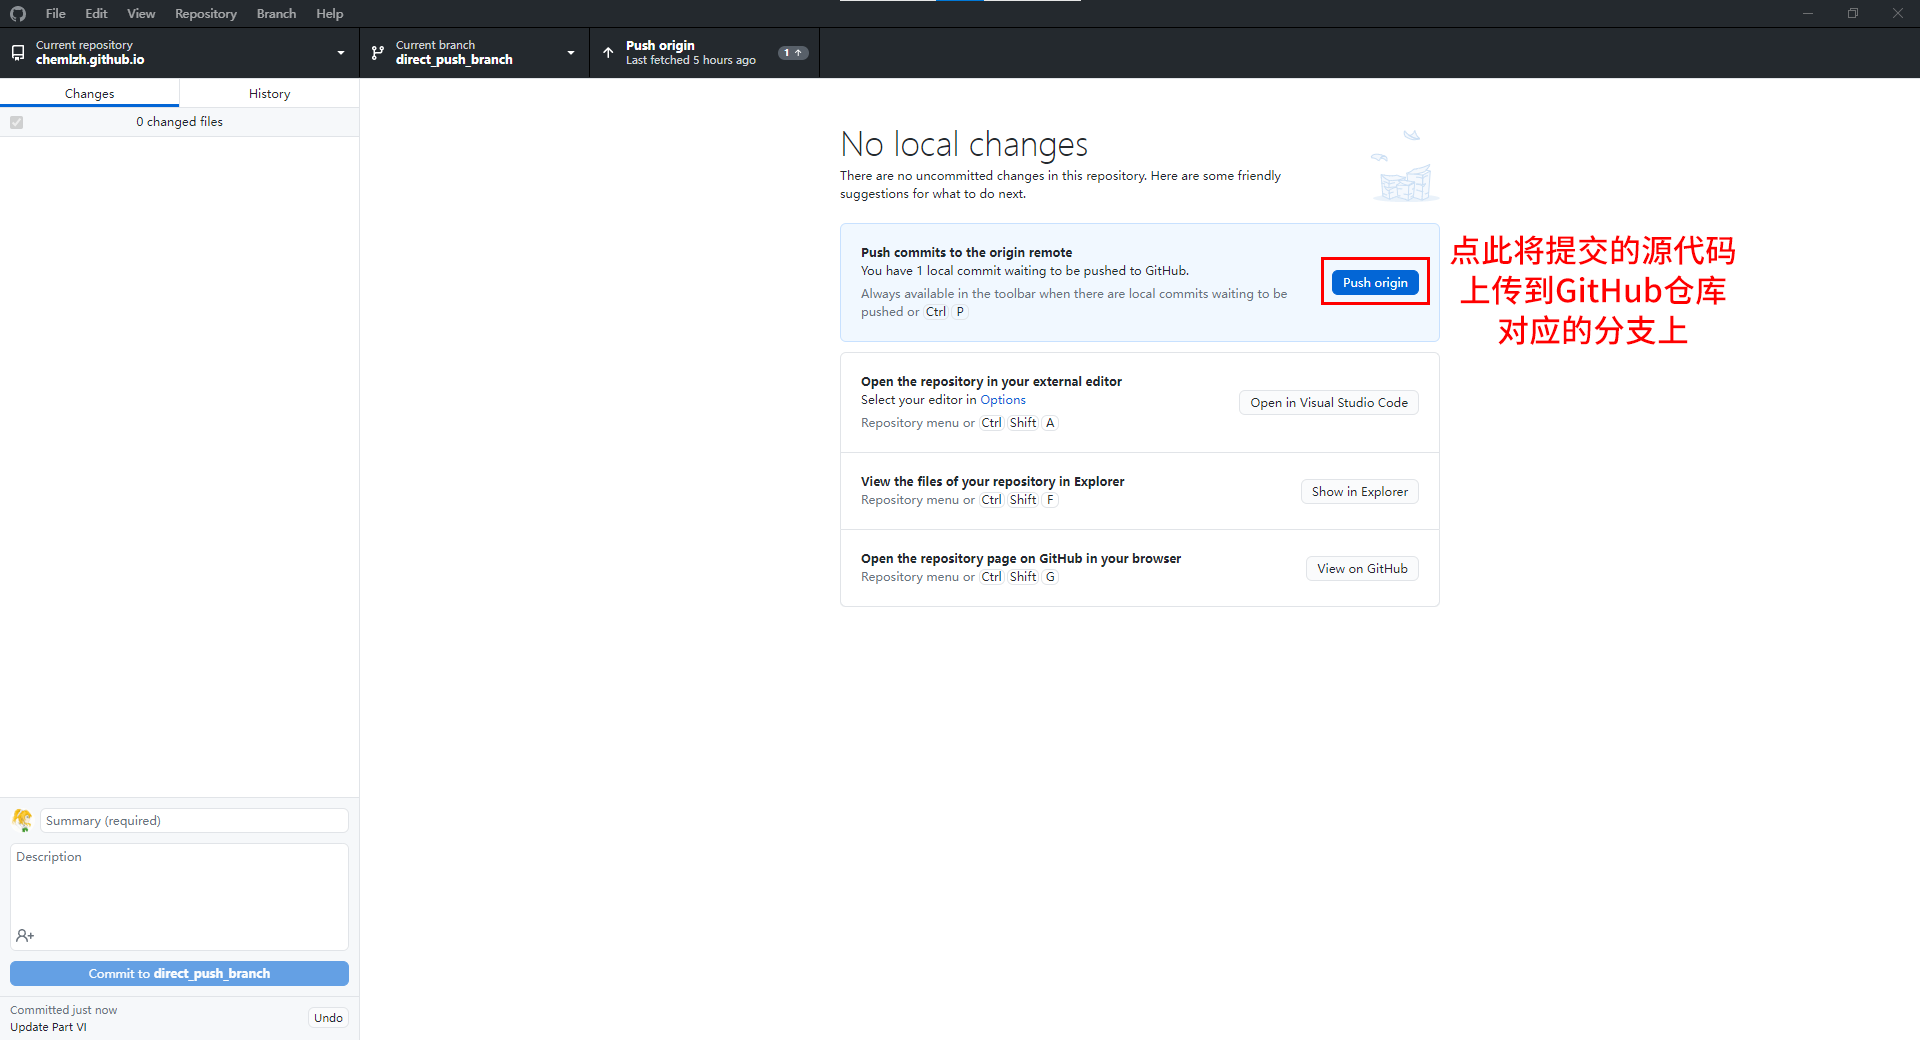 File Edit View Repository Branch Help
Current repository
chemlzh.github.io
Current branch
direct_push_branch
Push origin
Last fetched 5 hours ago
1
Changes
History
0 changed files
No local changes
There are no uncommitted changes in this repository. Here are some friendly
suggestions for what to do next.
Push commits to the origin remote
You have 1 local commit waiting to be pushed to GitHub.
Always available in the toolbar when there are local commits waiting to be
pushed or Ctrl P
Push origin
点此将提交的源代码
上传到GitHub仓库
对应的分支上
Open the repository in your external editor
Select your editor in Options
Repository menu or Ctrl Shift A
Open in Visual Studio Code
View the files of your repository in Explorer
Repository menu or Ctrl Shift F
Show in Explorer
Open the repository page on GitHub in your browser
Repository menu or Ctrl Shift G
View on GitHub
Summary (required)
Description
Commit to direct_push_branch
Committed just now
Update Part VI
Undo